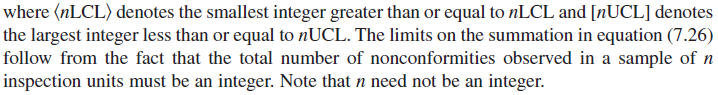 where ⟨nLCL⟩ denotes the smallest integer greater than or equal to nLCL and [nUCL] denotes
the largest integer less than or equal to nUCL. The limits on the summation in equation (7.26)
follow from the fact that the total number of nonconformities observed in a sample of n
inspection units must be an integer. Note that n need not be an integer.